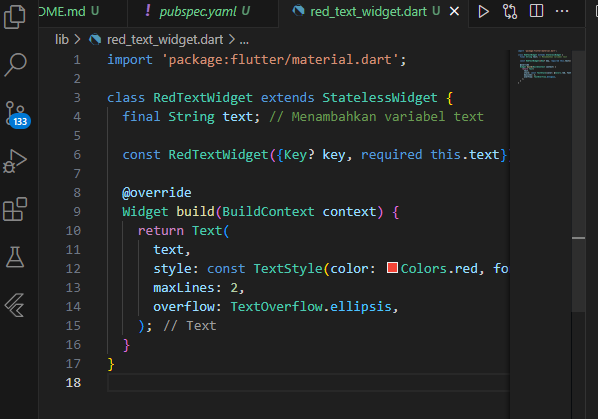 DME.md U
! pubspec.yaml U
red_text_widget.dart U
lib > red_text_widget.dart > ...
133
1 import 'package:flutter/material.dart';
2
3 class RedTextWidget extends StatelessWidget {
4 final String text; // Menambahkan variabel text
5
6 const RedTextWidget({Key? key, required this.text}
7
8 @override
9 Widget build(BuildContext context) {
10 return Text(
11 text,
12 style: const TextStyle(color: Colors.red, fo
13 maxLines: 2,
14 overflow: TextOverflow.ellipsis,
15 ); // Text
16 }
17 }
18